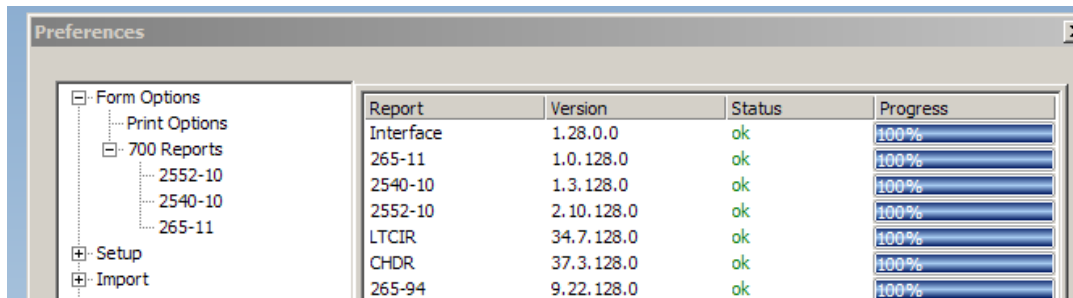 Preferences
Form Options
Print Options
700 Reports
2552-10
2540-10
265-11
Setup
Import
Report Version Status Progress
Interface 1.28.0.0 ok 100%
265-11 1.0.128.0 ok 100%
2540-10 1.3.128.0 ok 100%
2552-10 2.10.128.0 ok 100%
LTCIR 34.7.128.0 ok 100%
CHDR 37.3.128.0 ok 100%
265-94 9.22.128.0 ok 100%